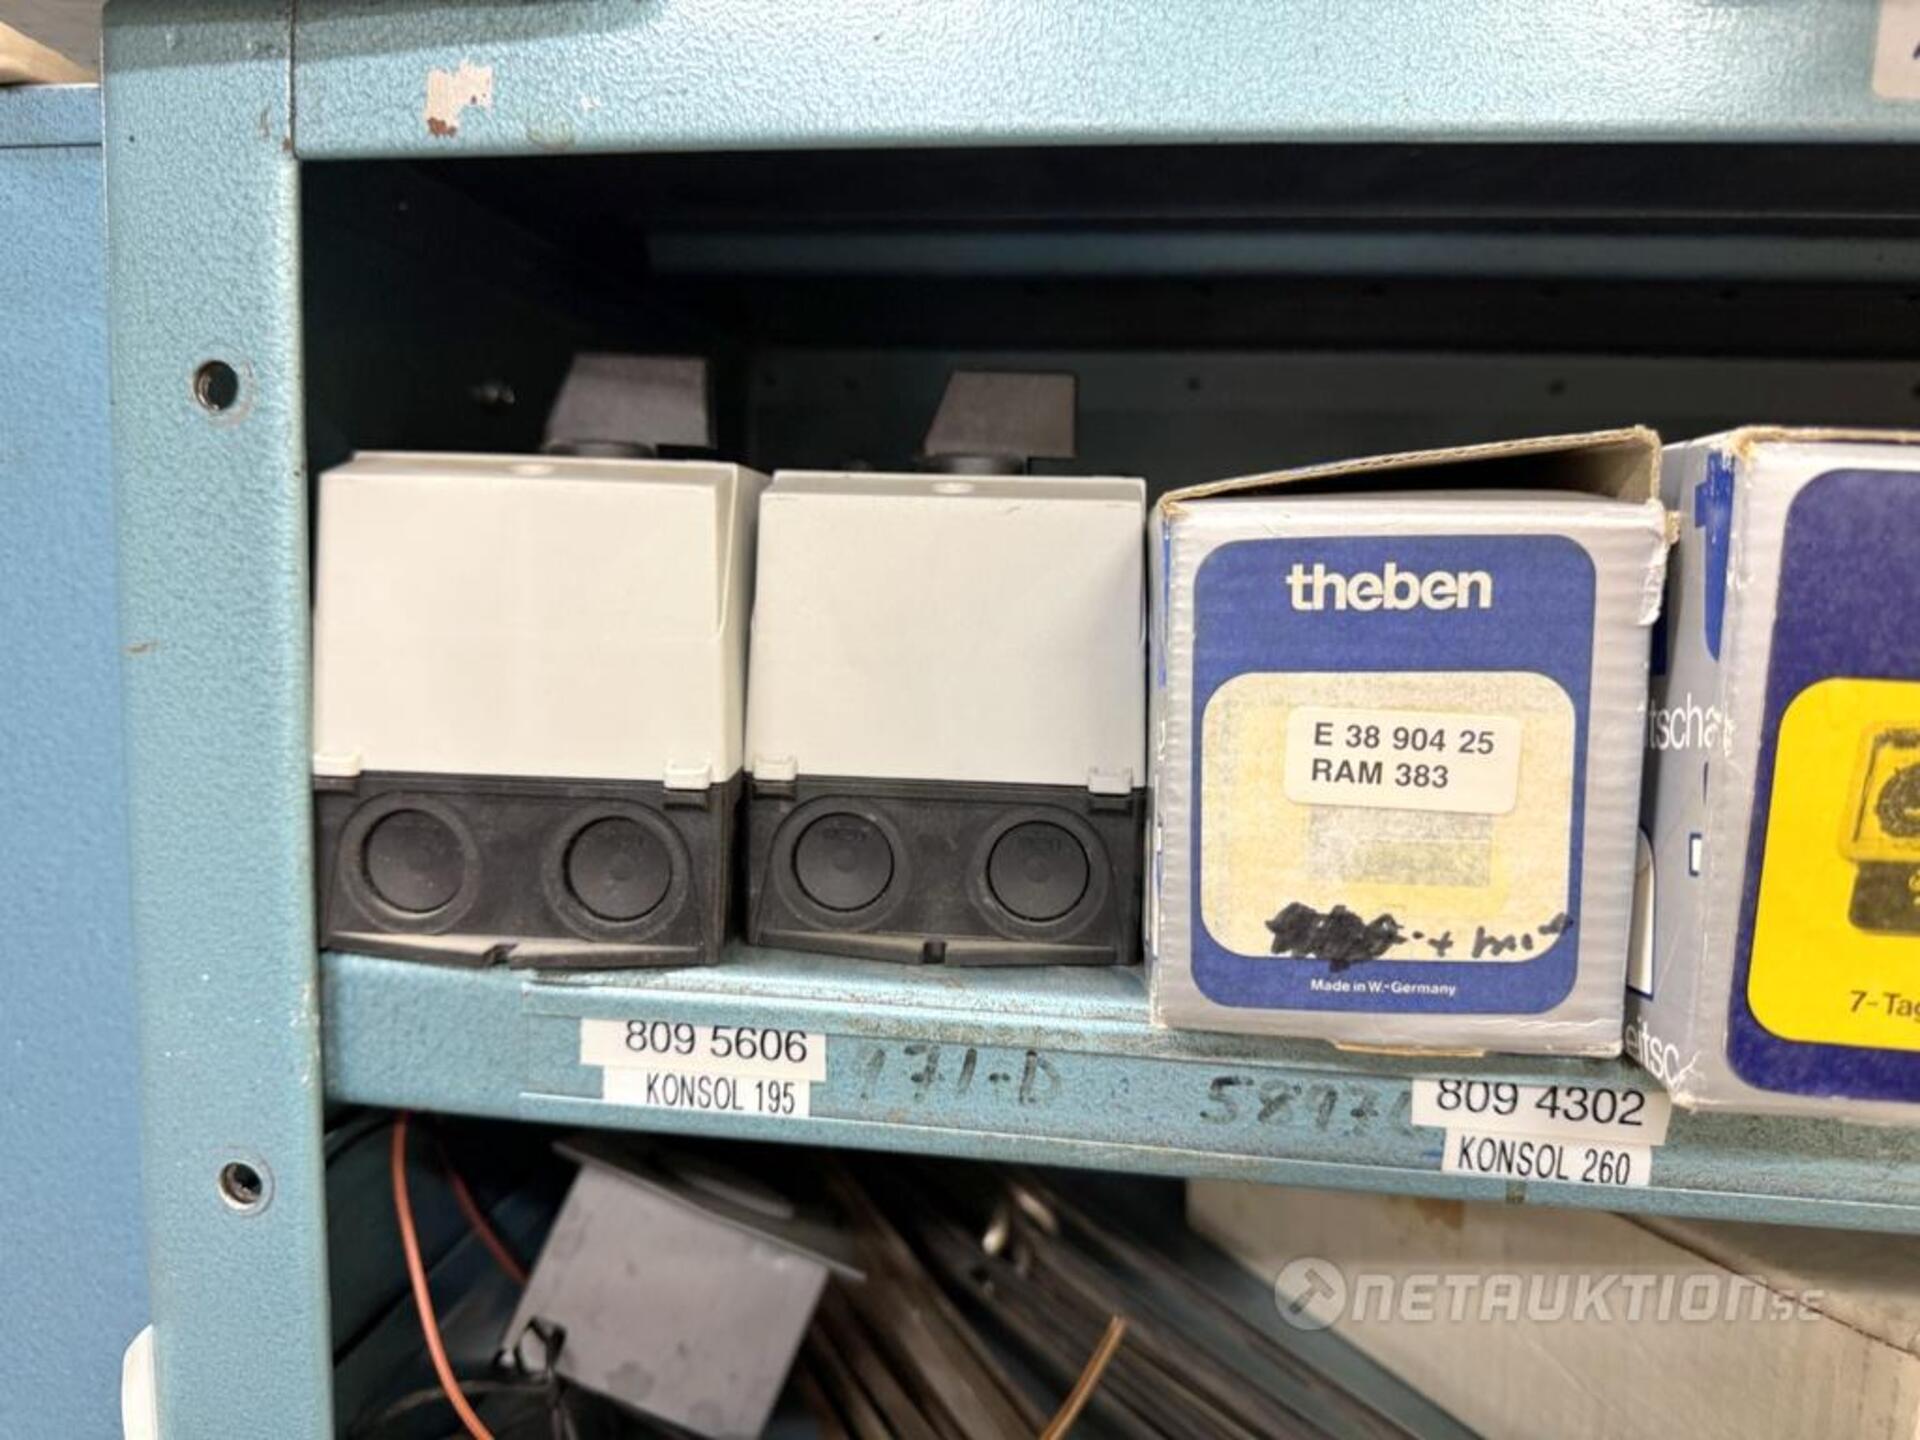 theben
E 38 904 25
RAM 383
+
Made in W.-Germany
7-Tag
809 5606
KONSOL 195
971-D
809 4302
KONSOL 260
NETAUKTION.SE